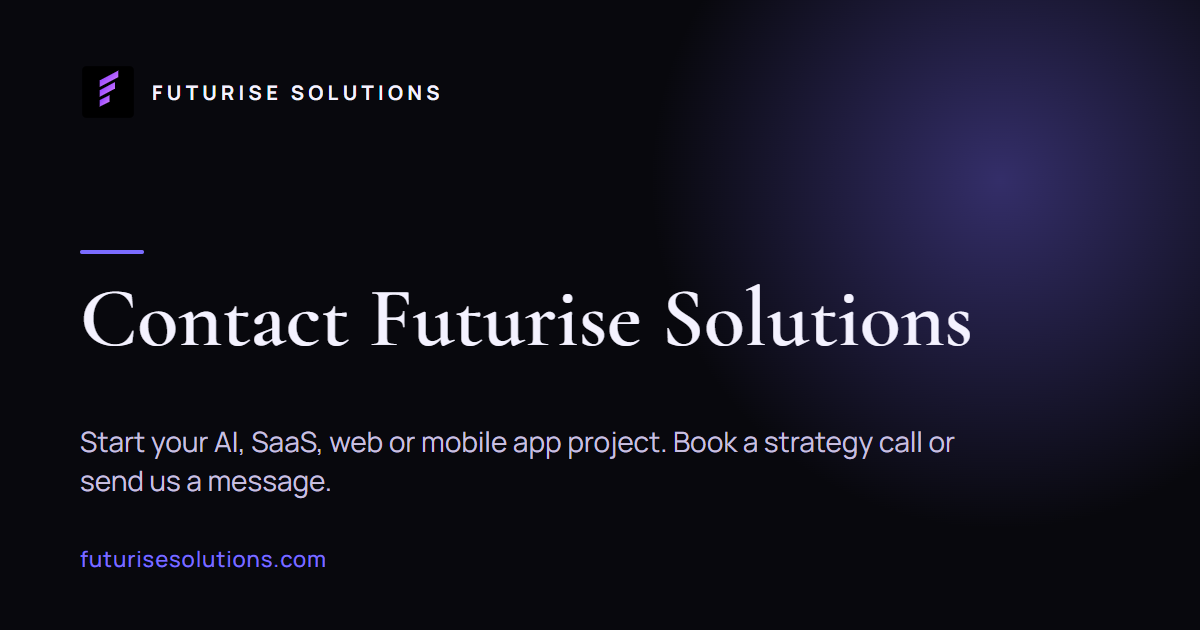 FUTURISE SOLUTIONS
Contact Futurise Solutions
Start your AI, SaaS, web or mobile app project. Book a strategy call or
send us a message.
futurisesolutions.com